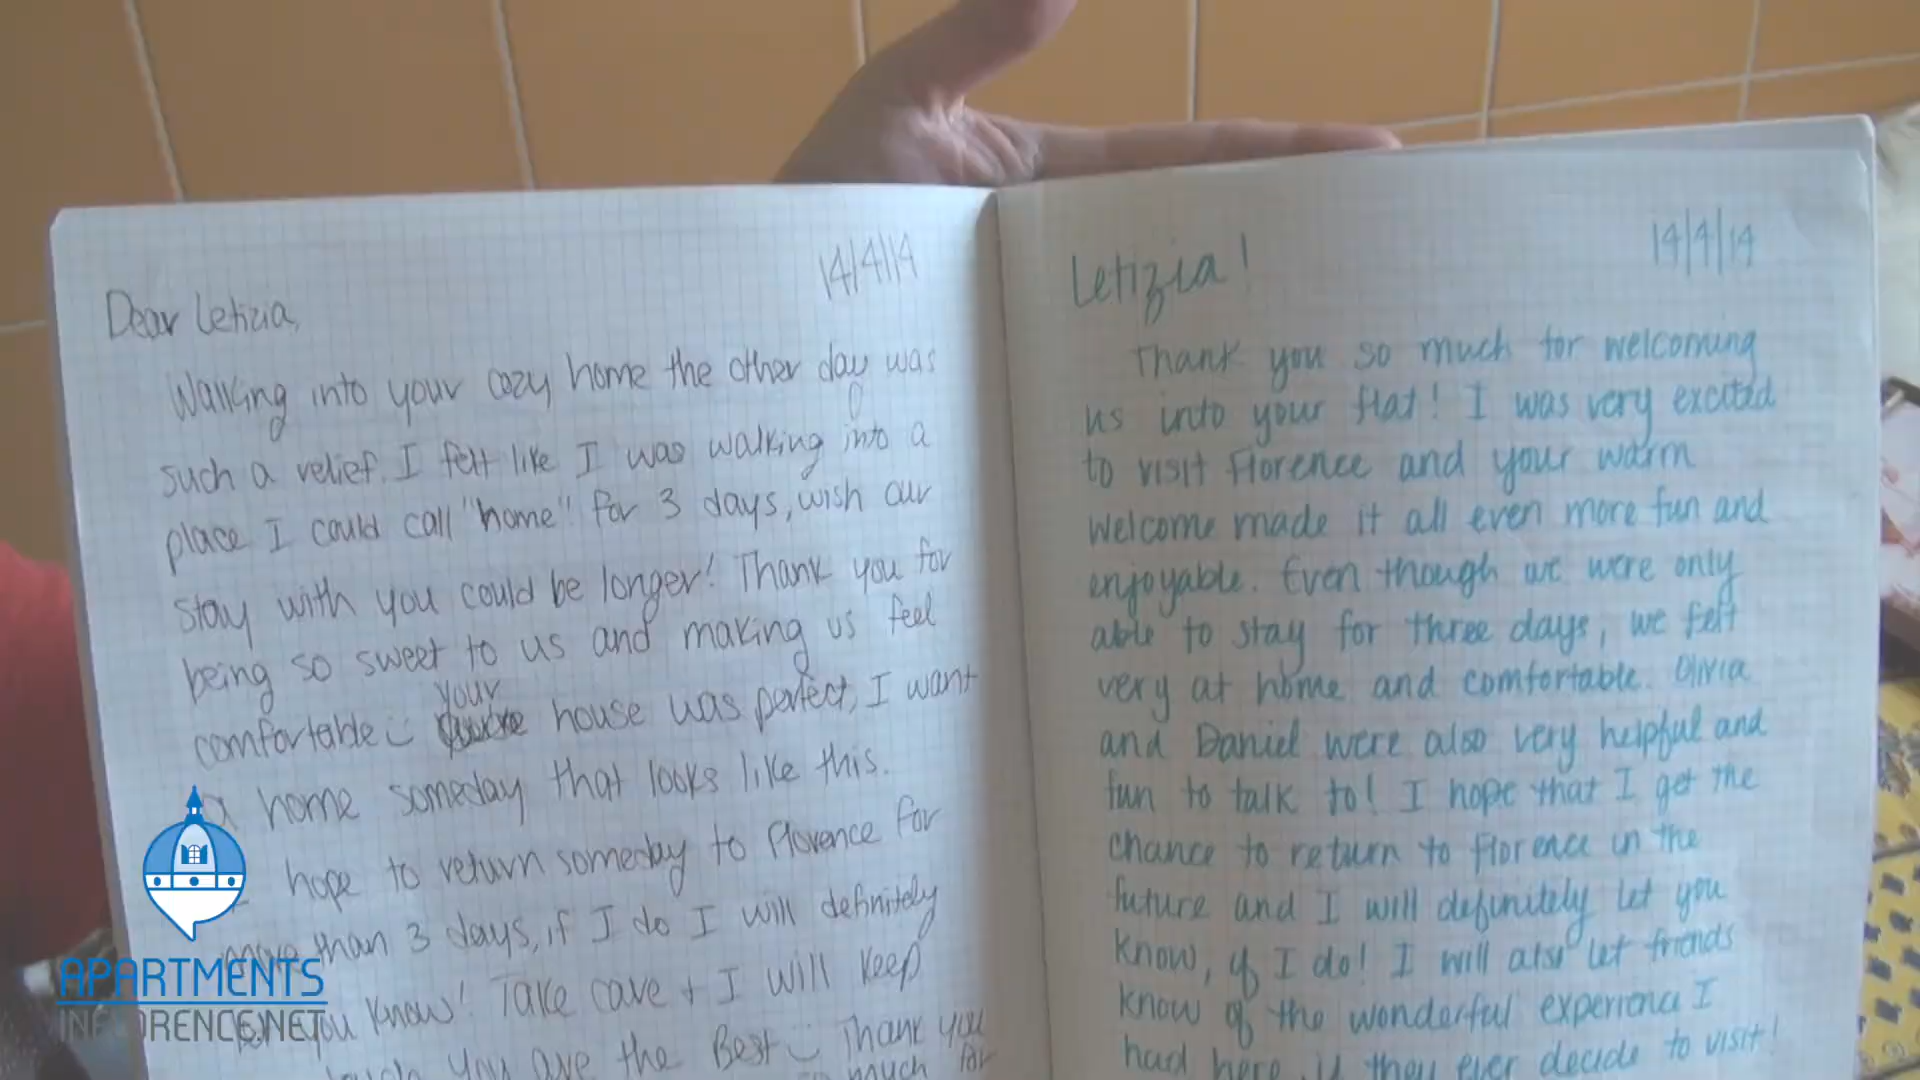 14/4/14
Dear Letizia,
Walking into your cozy home the other day was
such a relief. I felt like I was walking into a
place I could call "home" for 3 days, wish our
stay with you could be longer! Thank you for
being so sweet to us and making us feel
your
comfortable :) house was perfect, I want
a home someday that looks like this.
I hope to return someday to Florence for
more than 3 days, if I do I will definitely
let you know! Take care + I will keep
touch you are the Best :) Thank you
so much for
14/4/14
Letizia!
Thank you so much for welcoming
us into your flat! I was very excited
to visit Florence and your warm
welcome made it all even more fun and
enjoyable. Even though we were only
able to stay for three days, we felt
very at home and comfortable. Olivia
and Daniel were also very helpful and
fun to talk to! I hope that I get the
chance to return to florence in the
future and I will definitely let you
know, if I do! I will also let friends
know of the wonderful experience I
had here if they ever decide to visit!
APARTMENTS
INFLORENCE.NET